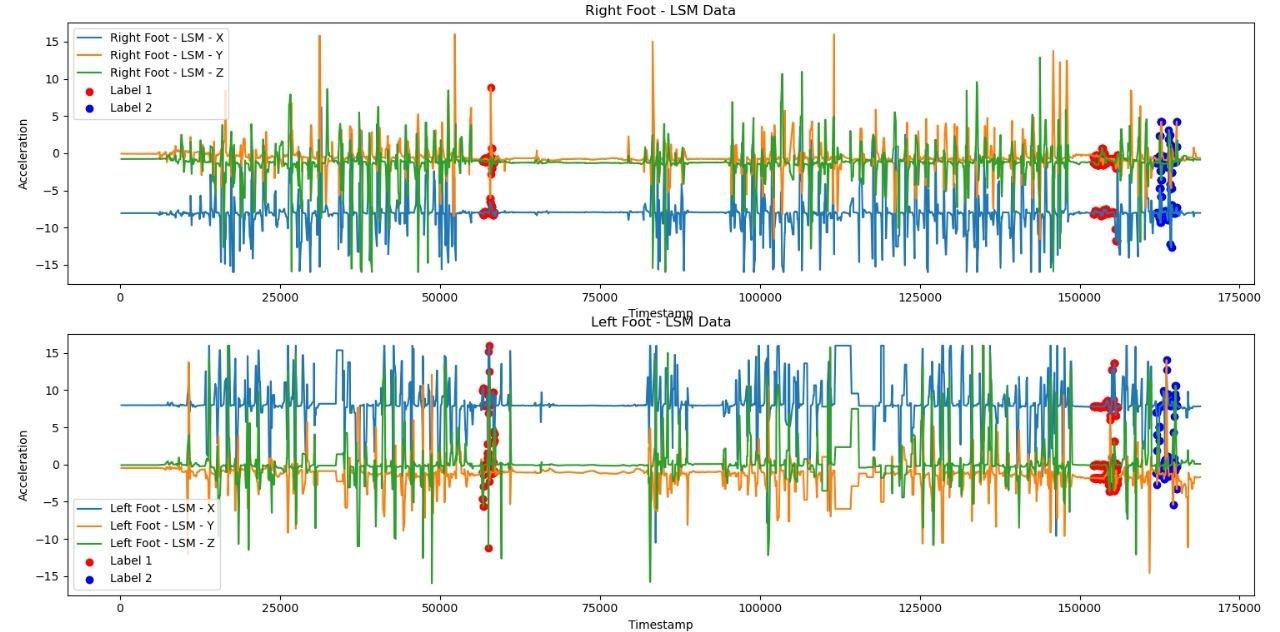 Right Foot - LSM Data
Right Foot - LSM - X
Right Foot - LSM - Y
Right Foot - LSM - Z
Label 1
Label 2
Acceleration
15
10
5
0
−5
−10
−15
0 25000 50000 75000 100000 125000 150000 175000
Timestamp
Left Foot - LSM Data
Left Foot - LSM - X
Left Foot - LSM - Y
Left Foot - LSM - Z
Label 1
Label 2
Acceleration
15
10
5
0
−5
−10
−15
0 25000 50000 75000 100000 125000 150000 175000
Timestamp